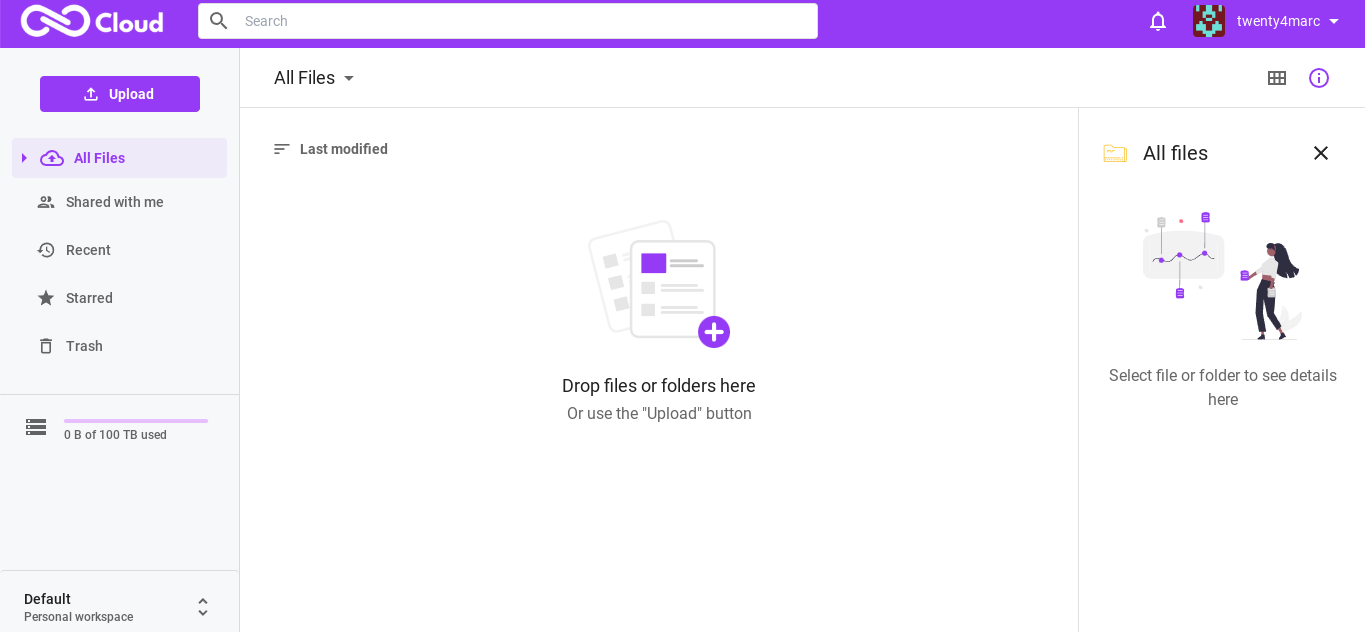 Cloud
Search
twenty4marc
Upload
All Files
Shared with me
Recent
Starred
Trash
0 B of 100 TB used
Default
Personal workspace
All Files
Last modified
Drop files or folders here
Or use the "Upload" button
All files
Select file or folder to see details
here